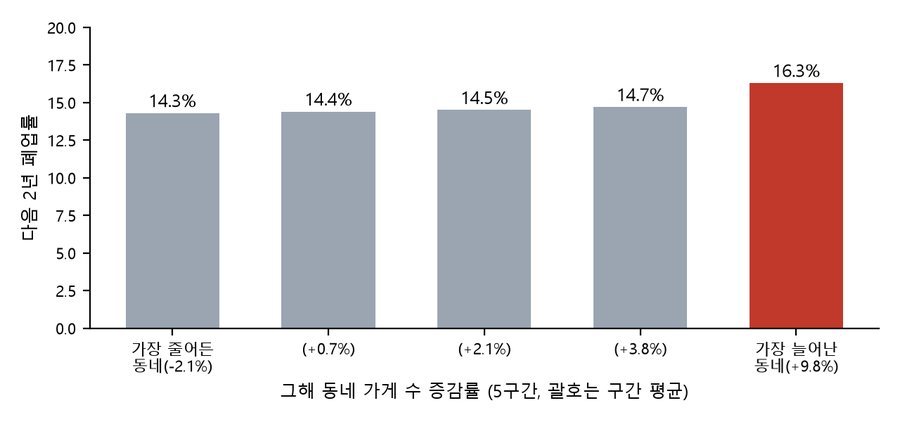 20.0
17.5
15.0
12.5
10.0
7.5
5.0
2.5
0.0
다음 2년 폐업률
14.3%
14.4%
14.5%
14.7%
16.3%
가장 줄어든
동네(-2.1%)
(+0.7%)
(+2.1%)
(+3.8%)
가장 늘어난
동네(+9.8%)
그해 동네 가게 수 증감률 (5구간, 괄호는 구간 평균)